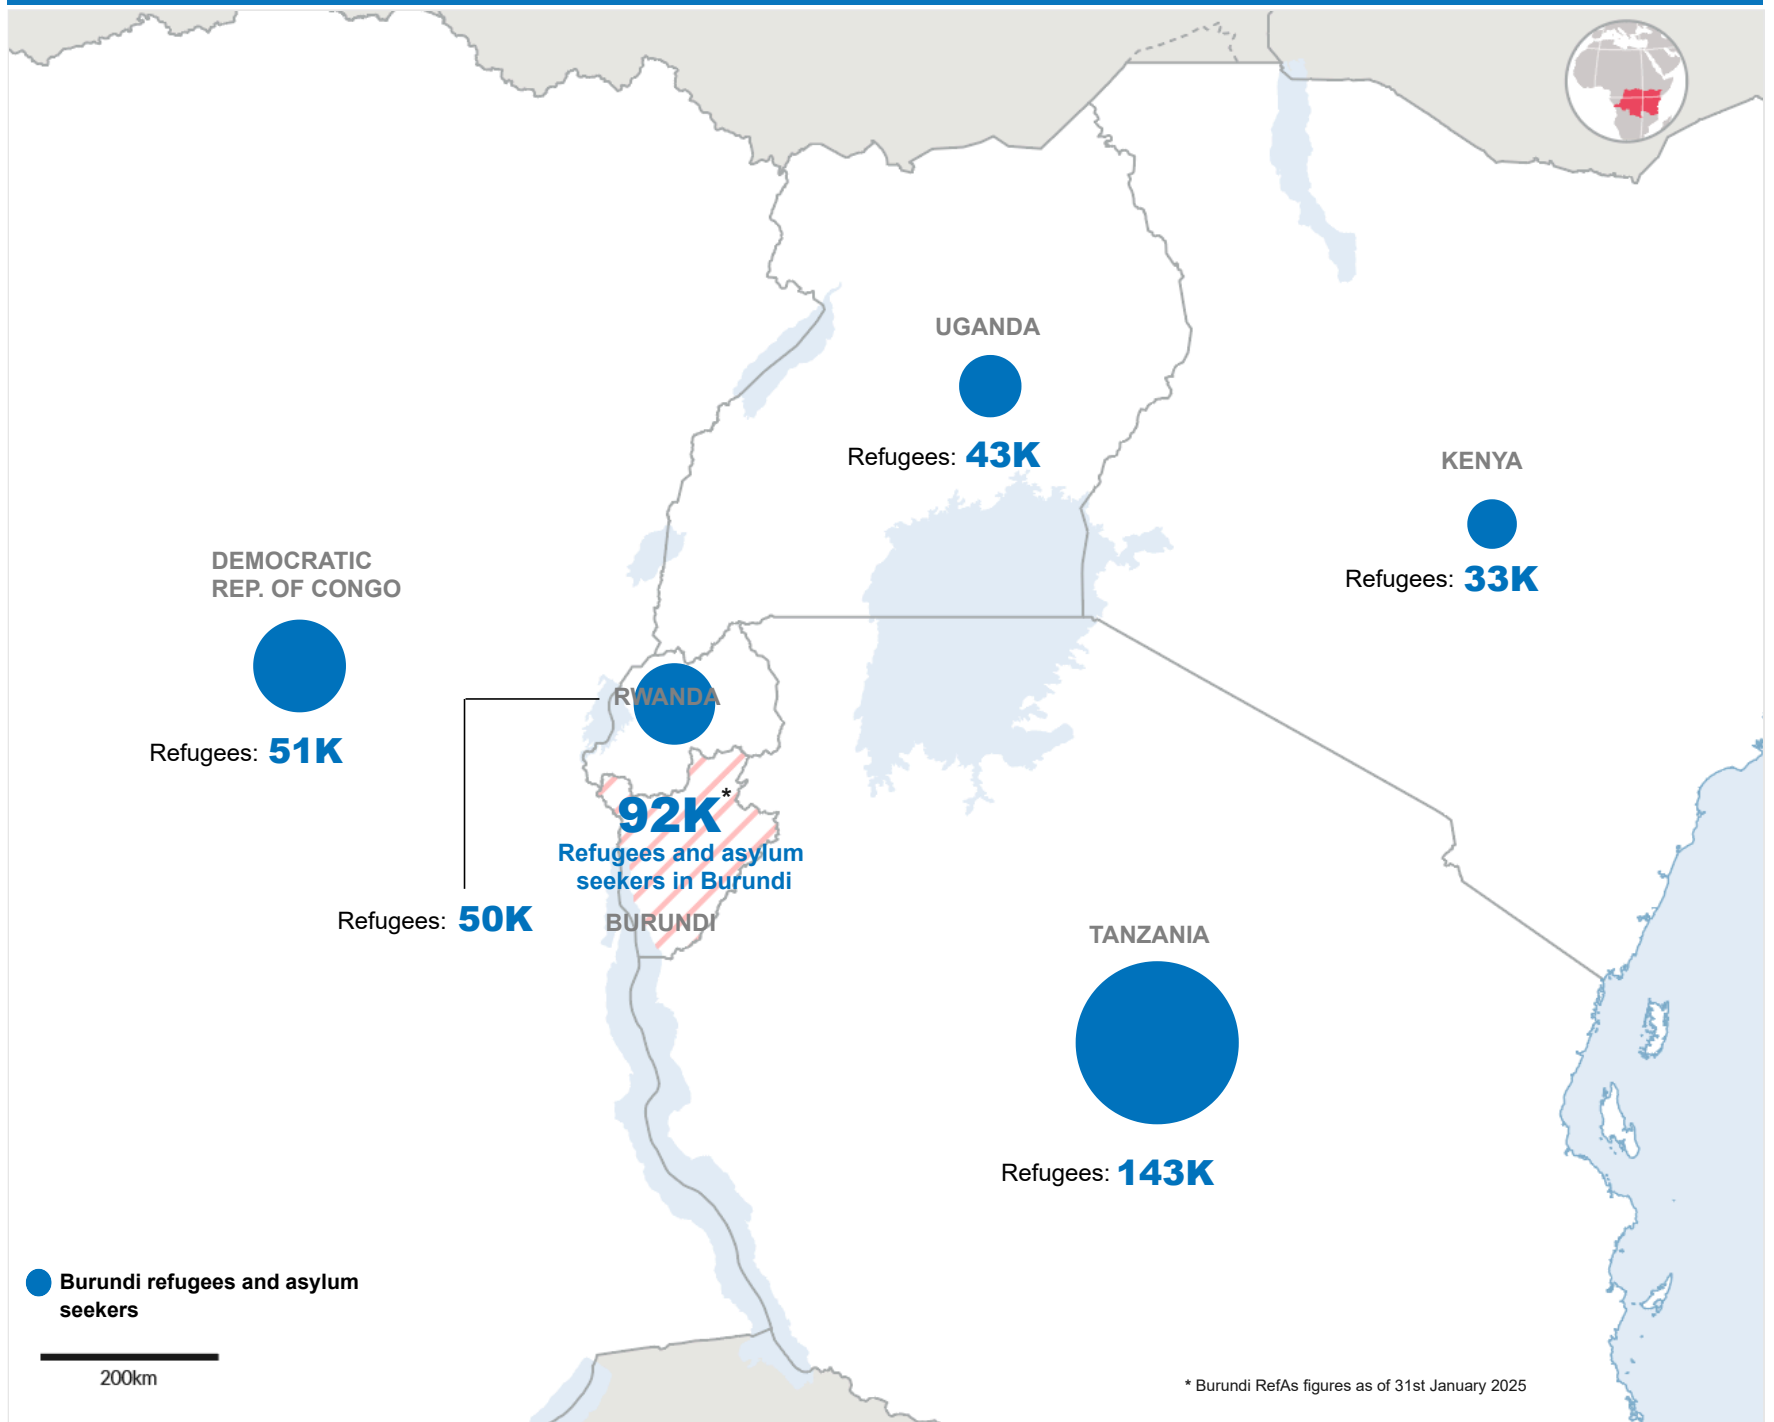 UGANDA
Refugees: 43K
KENYA
Refugees: 33K
DEMOCRATIC
REP. OF CONGO
Refugees: 51K
RWANDA
92K*
Refugees and asylum
seekers in Burundi
Refugees: 50K
BURUNDI
TANZANIA
Refugees: 143K
Burundi refugees and asylum
seekers
200km
* Burundi RefAs figures as of 31st January 2025